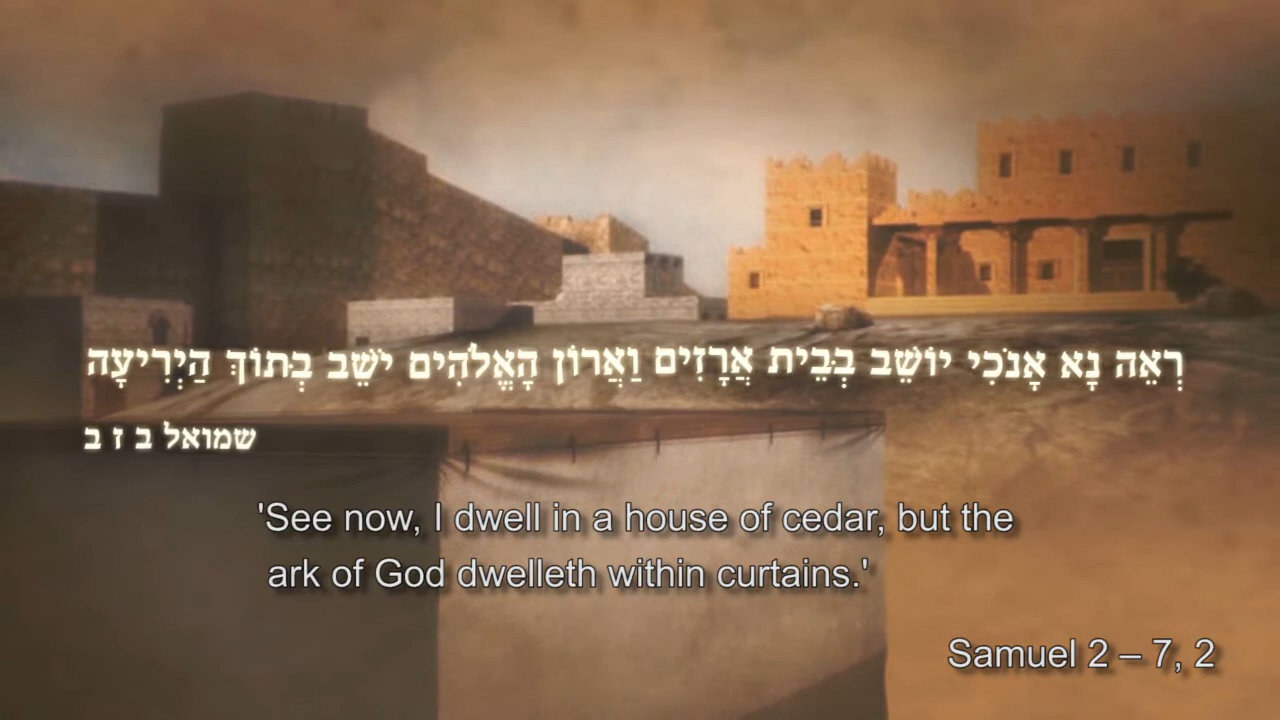 רְאֵה נָא אָנֹכִי יוֹשֵׁב בְּבֵית אֲרָזִים וַאֲרוֹן הָאֱלֹהִים יֹשֵׁב בְּתוֹךְ הַיְרִיעָה
שמואל ב ז ב
'See now, I dwell in a house of cedar, but the
ark of God dwelleth within curtains.'
Samuel 2 – 7, 2